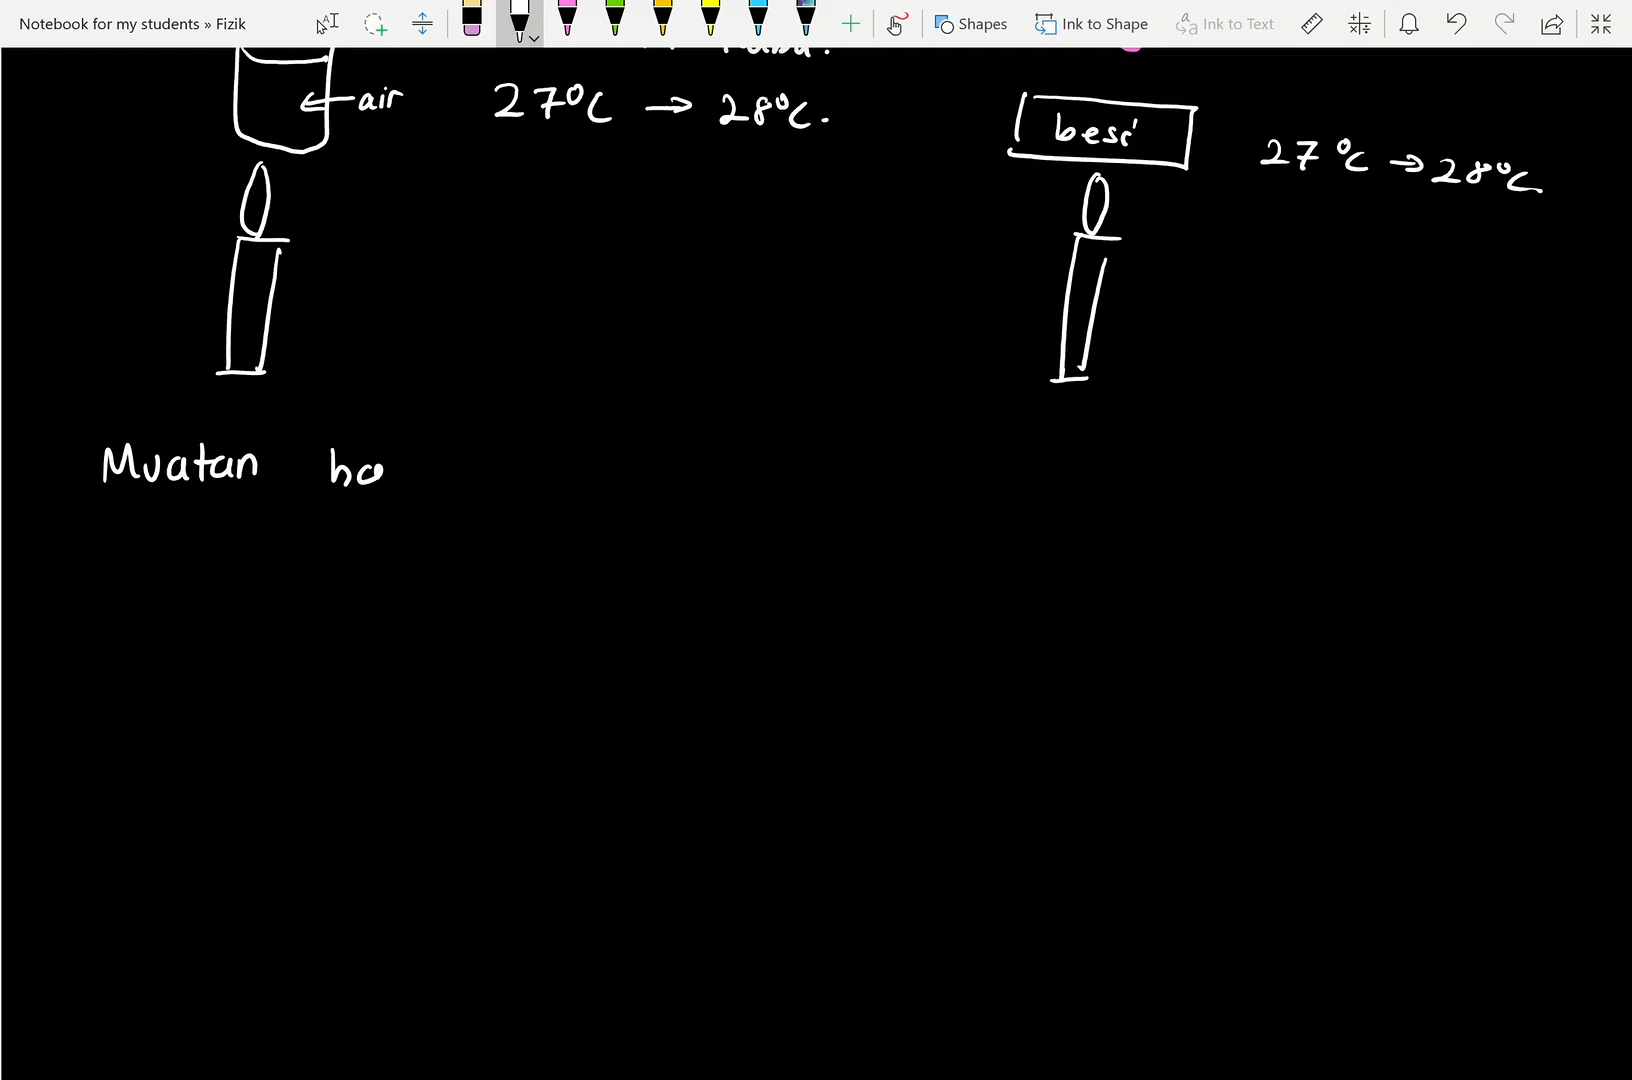 Notebook for my students » Fizik
Shapes
Ink to Shape
Ink to Text
air
27°C → 28°C.
besi
27°C → 28°C
Muatan ha